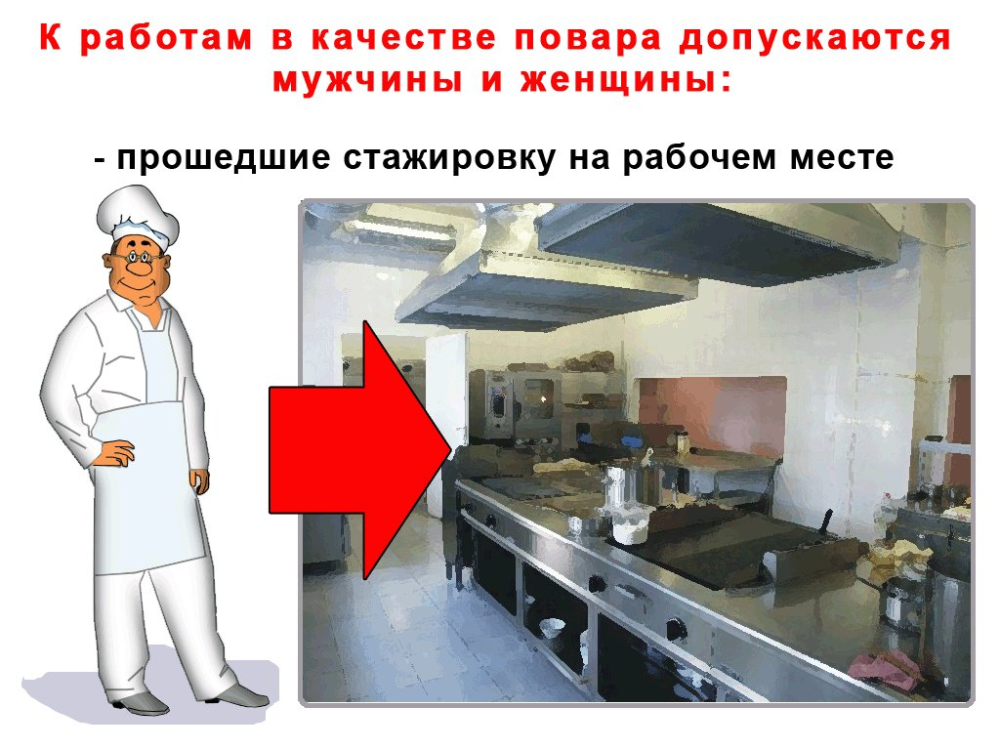 К работам в качестве повара допускаются
мужчины и женщины:
- прошедшие стажировку на рабочем месте